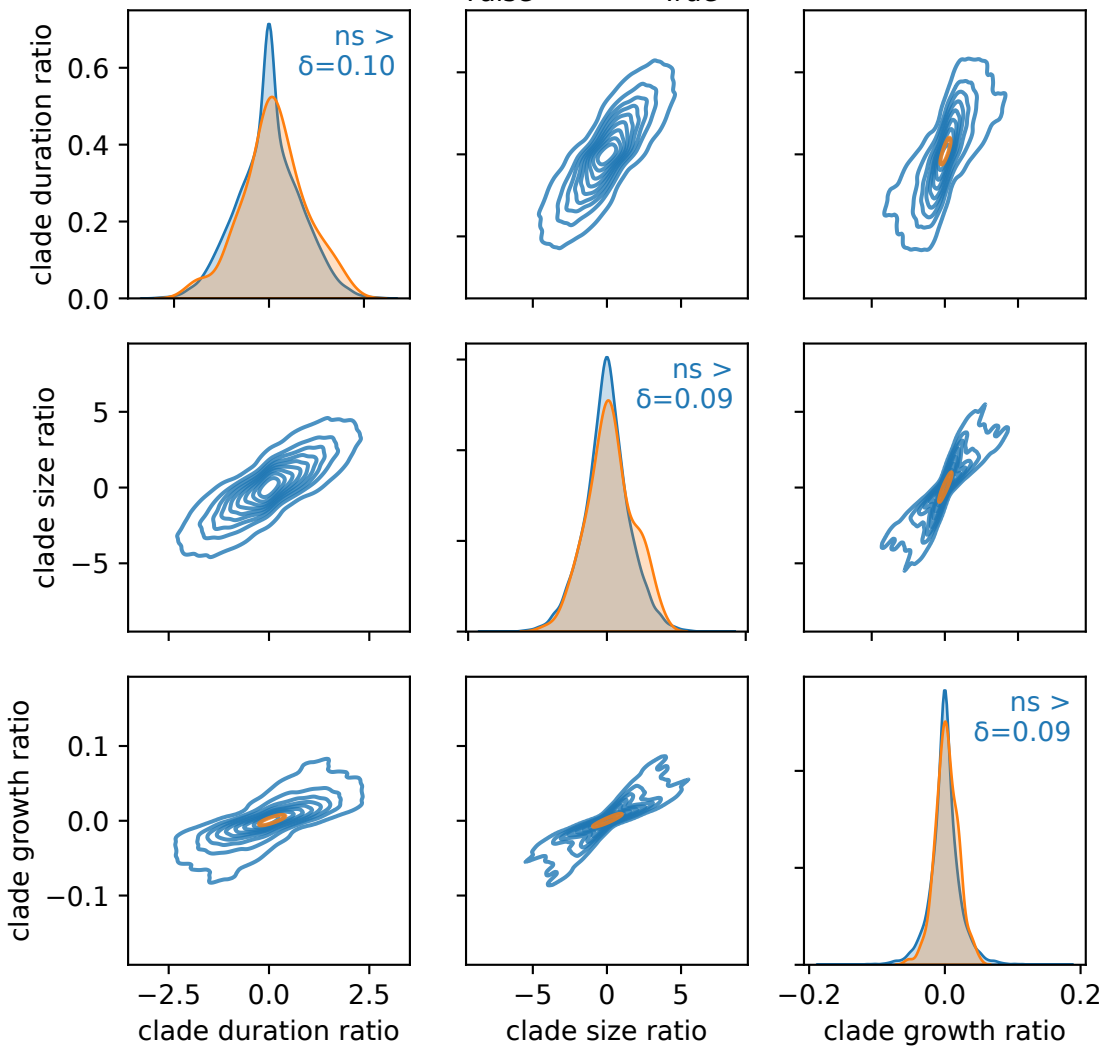 ns >
δ=0.10
clade duration ratio
0.6
0.4
0.2
0.0
ns >
δ=0.09
clade size ratio
5
0
−5
ns >
δ=0.09
clade growth ratio
0.1
0.0
−0.1
−2.5 0.0 2.5 −5 0 5 −0.2 0.0 0.2
clade duration ratio clade size ratio clade growth ratio